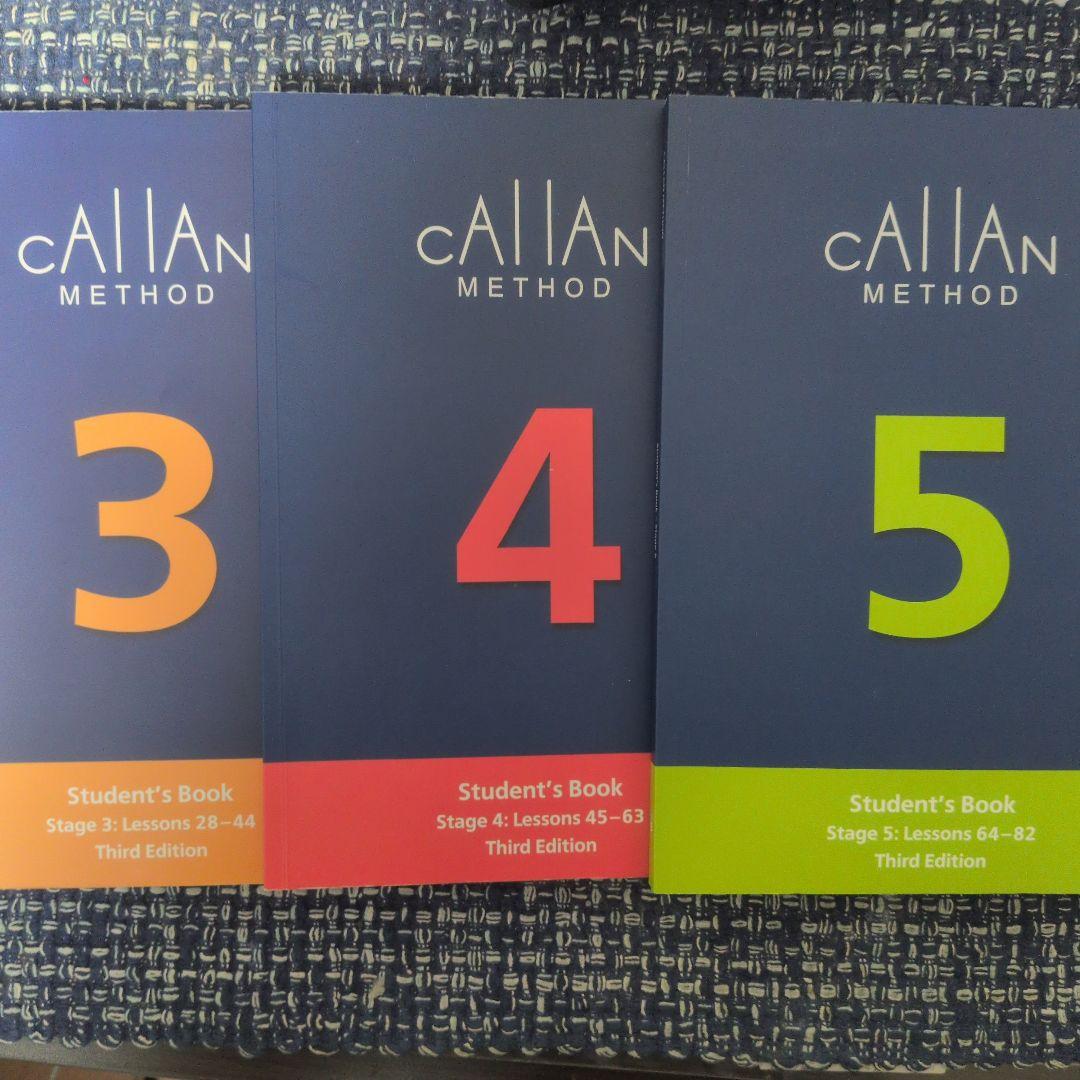 CAllAN
METHOD
3
Student's Book
Stage 3: Lessons 28–44
Third Edition
CAllAN
METHOD
4
Student's Book
Stage 4: Lessons 45–63
Third Edition
CAllAN
METHOD
5
Student's Book
Stage 5: Lessons 64–82
Third Edition